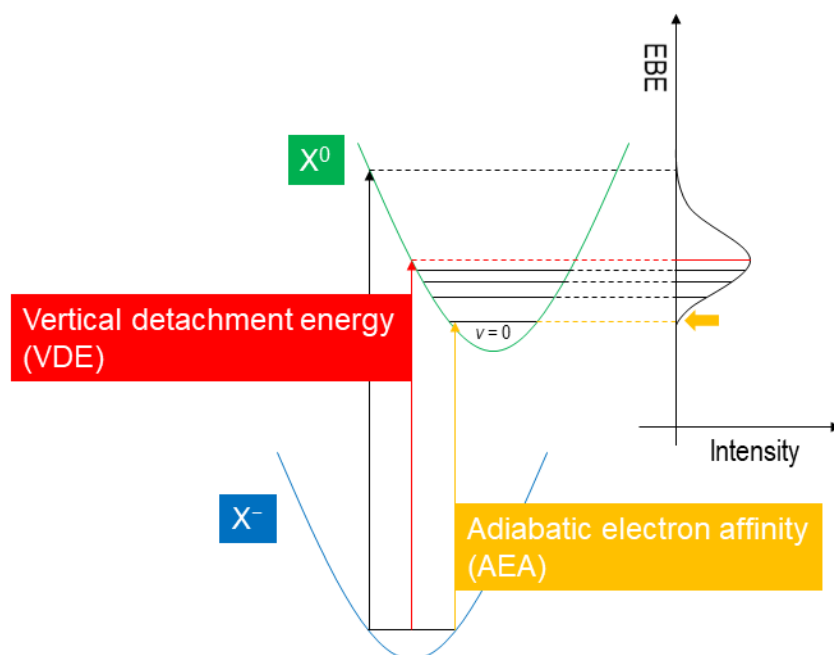 EBE
X⁰
Vertical detachment energy
(VDE)
v = 0
Intensity
X⁻
Adiabatic electron affinity
(AEA)